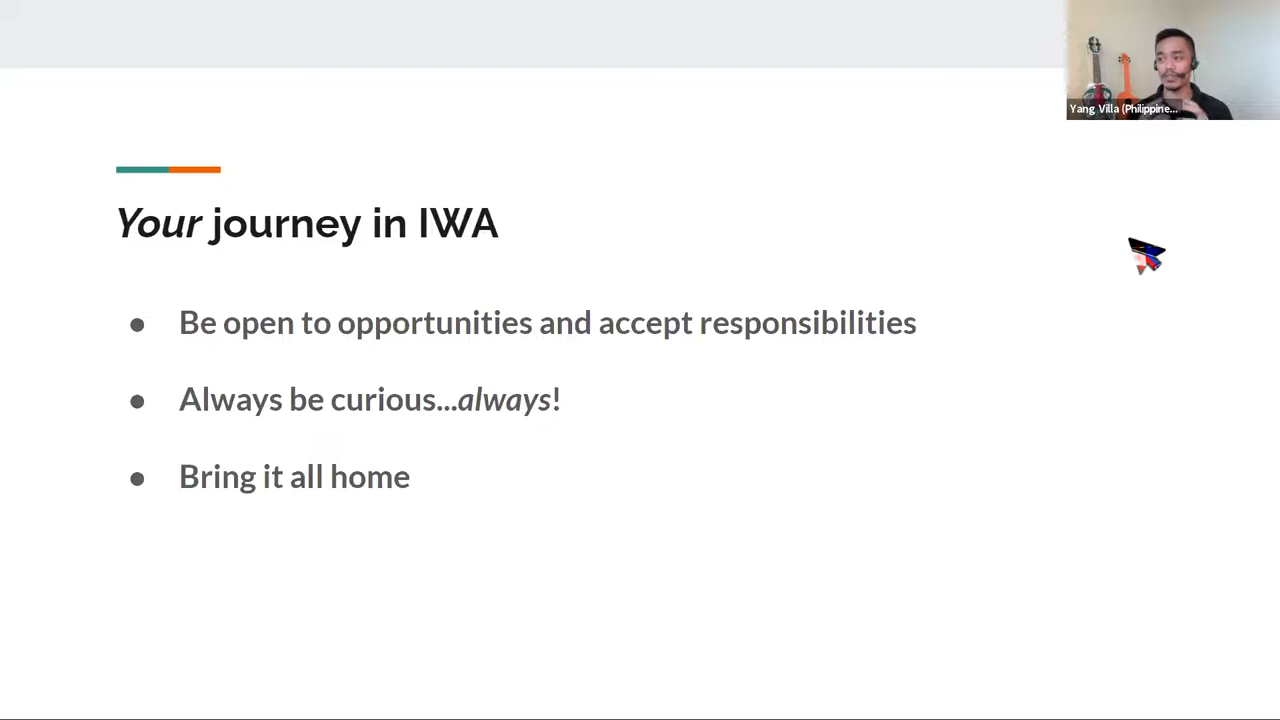 Yang Villa (Philippine...
Your journey in IWA
● Be open to opportunities and accept responsibilities
● Always be curious...always!
● Bring it all home